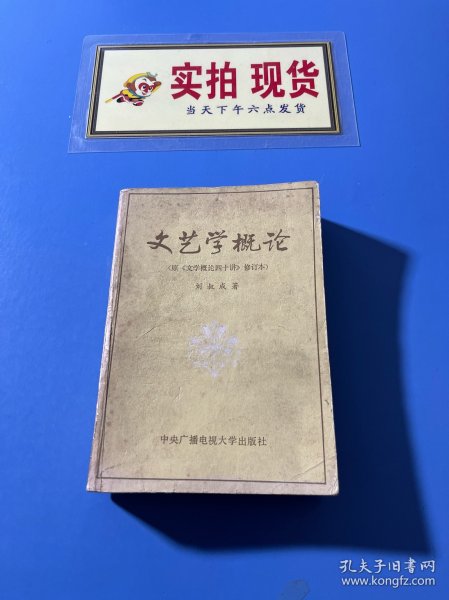 实拍 现货
当天下午六点发货
文艺学概论
(原《文学概论四十讲》修订本)
刘叔成 著
中央广播电视大学出版社
孔夫子旧书网
www.kongfz.com